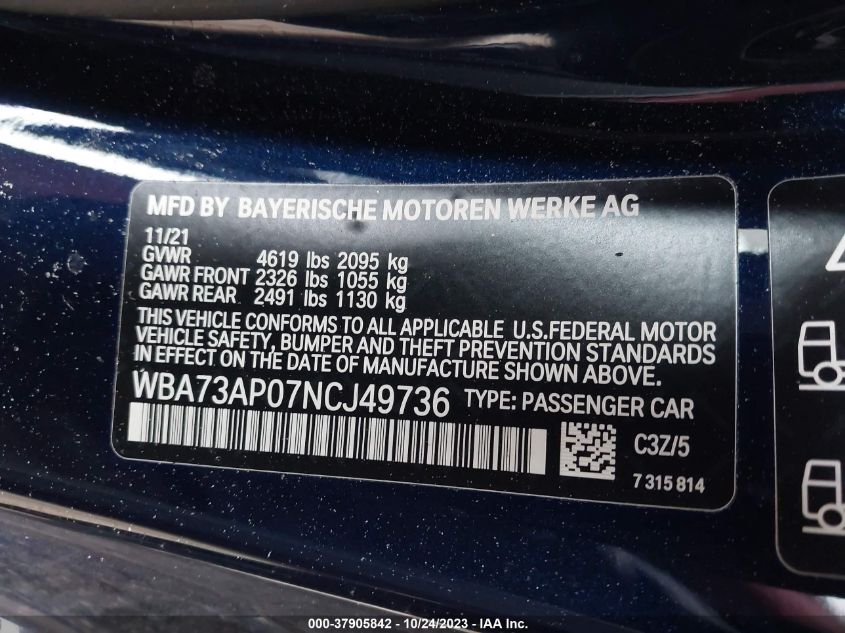 MFD BY BAYERISCHE MOTOREN WERKE AG
11/21
GVWR 4619 lbs 2095 kg
GAWR FRONT 2326 lbs 1055 kg
GAWR REAR 2491 lbs 1130 kg
THIS VEHICLE CONFORMS TO ALL APPLICABLE U.S.FEDERAL MOTOR
VEHICLE SAFETY, BUMPER AND THEFT PREVENTION STANDARDS
IN EFFECT ON THE DATE OF MANUFACTURE SHOWN ABOVE.
WBA73AP07NCJ49736 TYPE: PASSENGER CAR
C3Z/5
7 315 814
000-37905842 - 10/24/2023 - © IAA Inc.